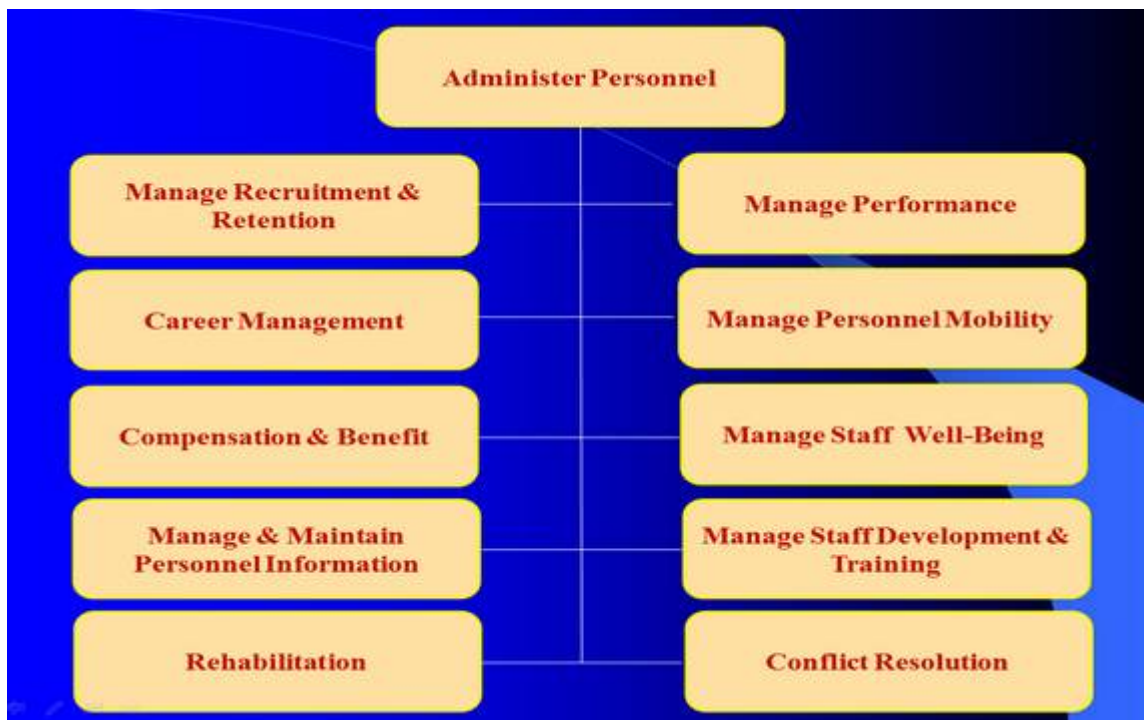 Administer Personnel
Manage Recruitment &
Retention
Manage Performance
Career Management
Manage Personnel Mobility
Compensation & Benefit
Manage Staff Well-Being
Manage & Maintain
Personnel Information
Manage Staff Development &
Training
Rehabilitation
Conflict Resolution